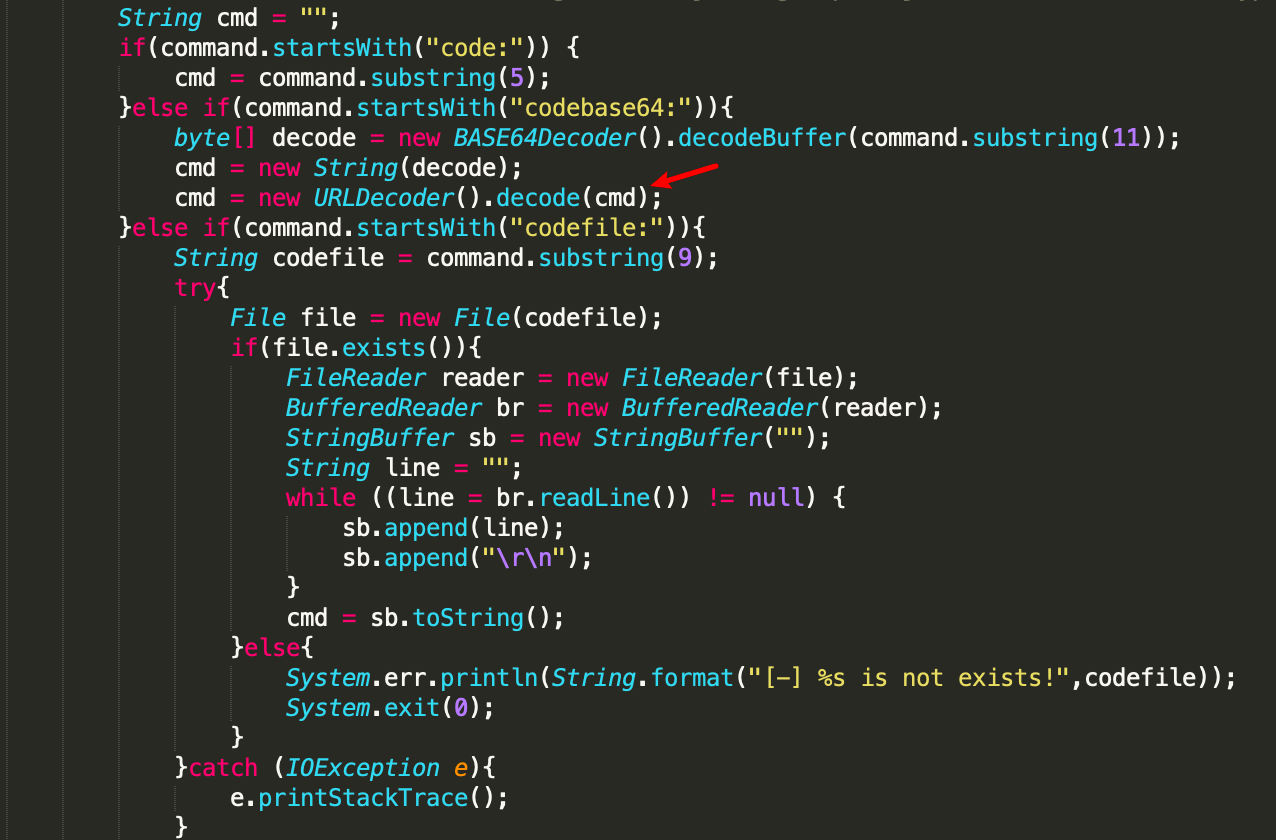 String cmd = "";
if(command.startsWith("code:")) {
cmd = command.substring(5);
}else if(command.startsWith("codebase64:")){
byte[] decode = new BASE64Decoder().decodeBuffer(command.substring(11));
cmd = new String(decode);
cmd = new URLDecoder().decode(cmd);
}else if(command.startsWith("codefile:")){
String codefile = command.substring(9);
try{
File file = new File(codefile);
if(file.exists()){
FileReader reader = new FileReader(file);
BufferedReader br = new BufferedReader(reader);
StringBuffer sb = new StringBuffer("");
String line = "";
while ((line = br.readLine()) != null) {
sb.append(line);
sb.append("\r\n");
}
cmd = sb.toString();
}else{
System.err.println(String.format("[-] %s is not exists!",codefile));
System.exit(0);
}
}catch (IOException e){
e.printStackTrace();
}